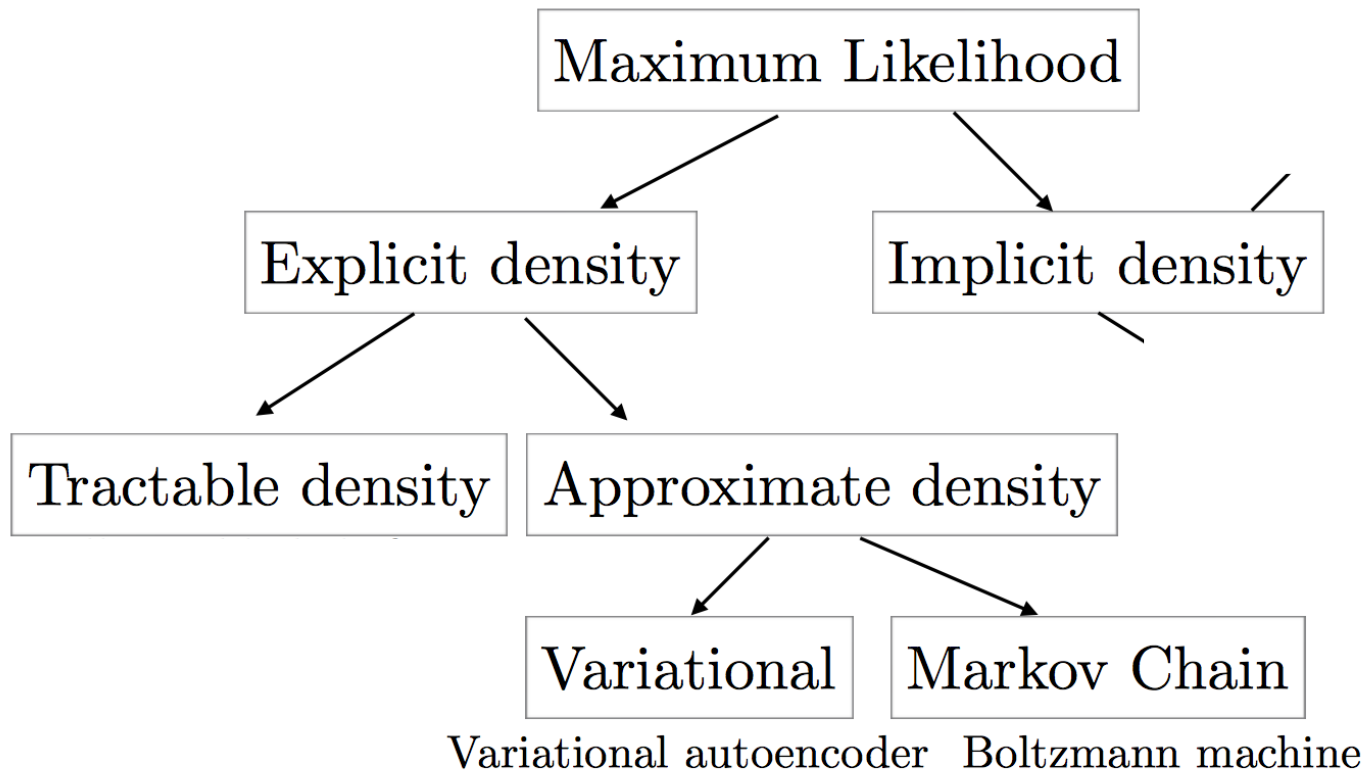 Maximum Likelihood
Explicit density
Implicit density
Tractable density
Approximate density
Variational
Markov Chain
Variational autoencoder
Boltzmann machine